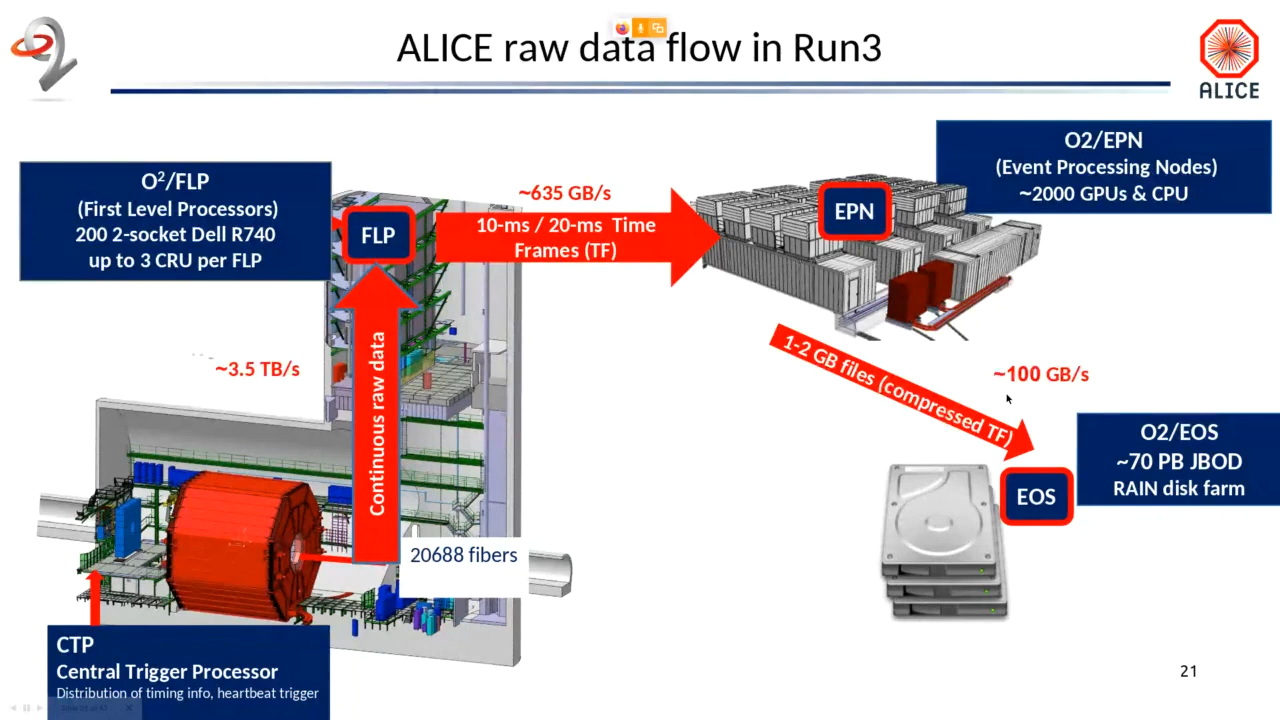 ALICE raw data flow in Run3
ALICE
O²/FLP
(First Level Processors)
200 2-socket Dell R740
up to 3 CRU per FLP
FLP
~635 GB/s
10-ms / 20-ms Time
Frames (TF)
EPN
O2/EPN
(Event Processing Nodes)
~2000 GPUs & CPU
~3.5 TB/s
Continuous raw data
1-2 GB files (compressed TF)
~100 GB/s
O2/EOS
~70 PB JBOD
RAIN disk farm
EOS
20688 fibers
CTP
Central Trigger Processor
Distribution of timing info, heartbeat trigger
21